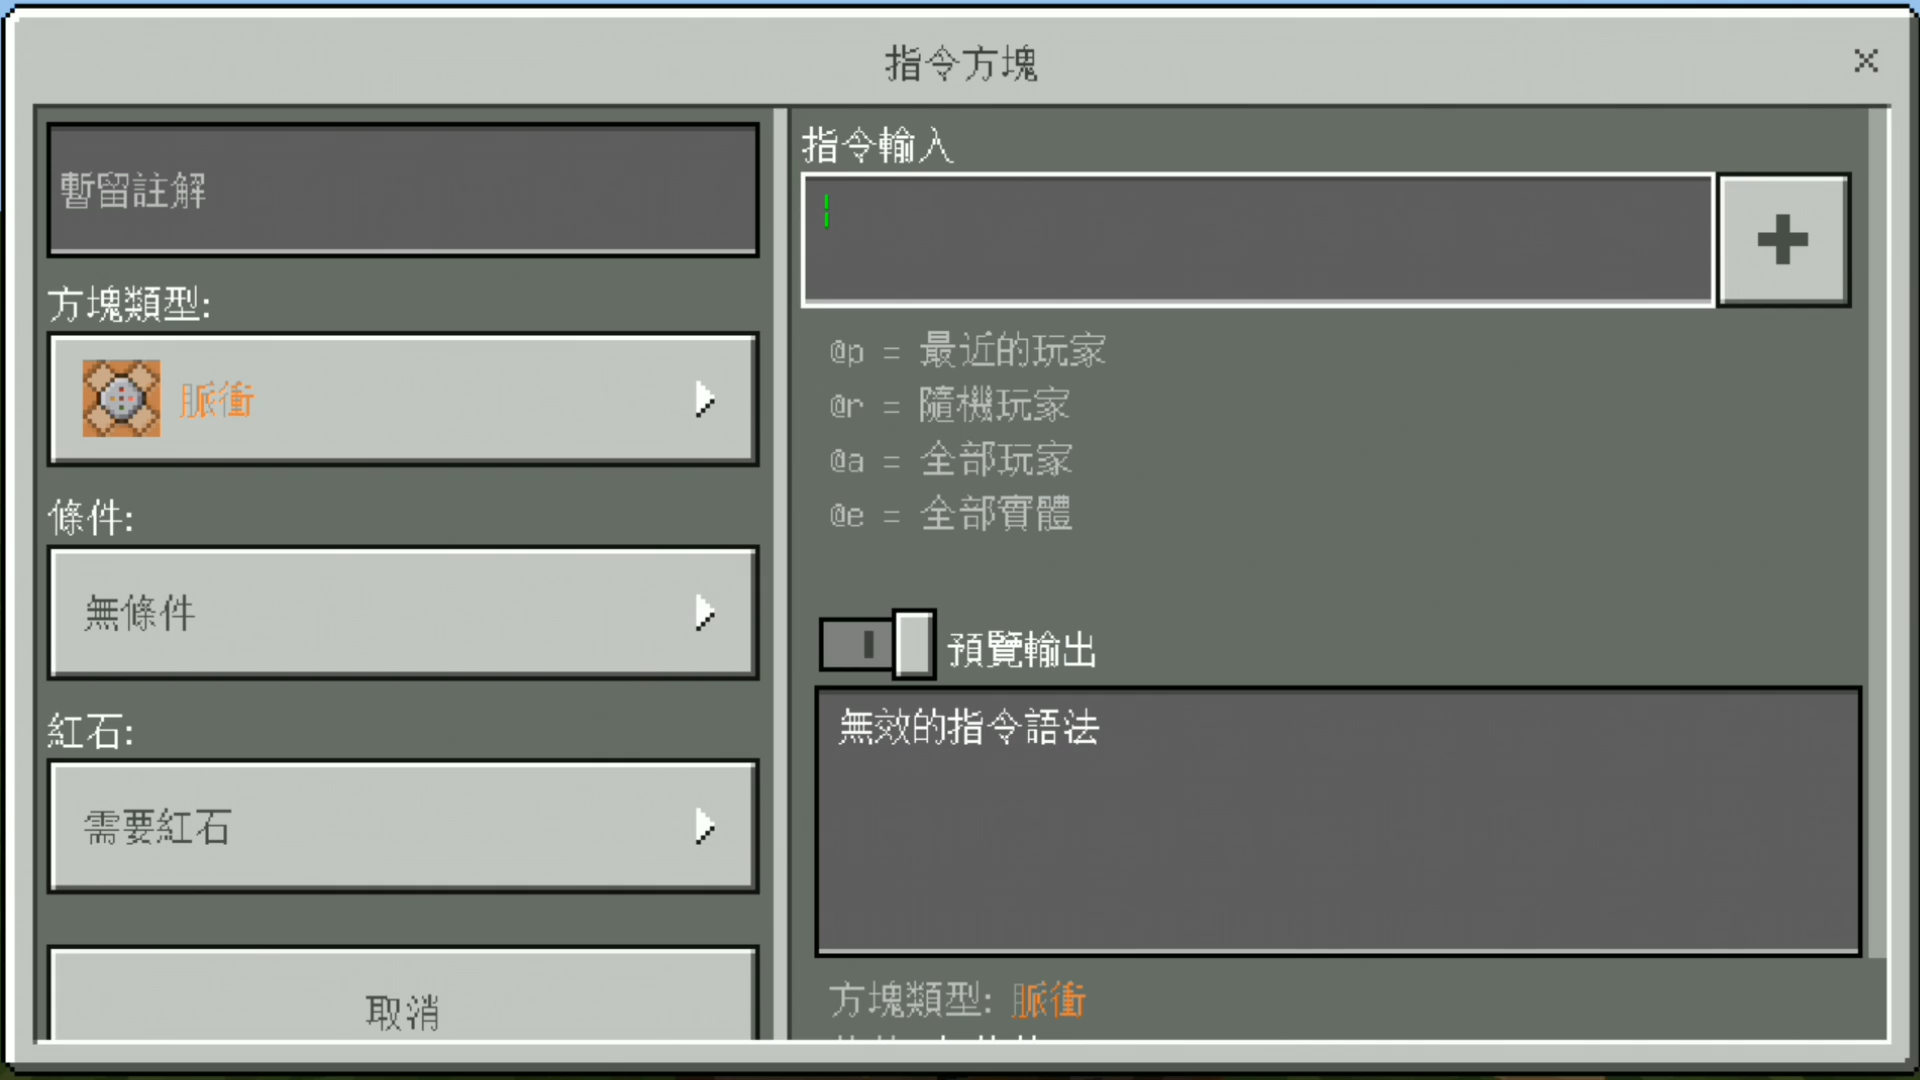 指令方塊
暫留註解
方塊類型:
脈衝
條件:
無條件
紅石:
需要紅石
取消
指令輸入
@p = 最近的玩家
@r = 隨機玩家
@a = 全部玩家
@e = 全部實體
預覽輸出
無效的指令語法
方塊類型: 脈衝